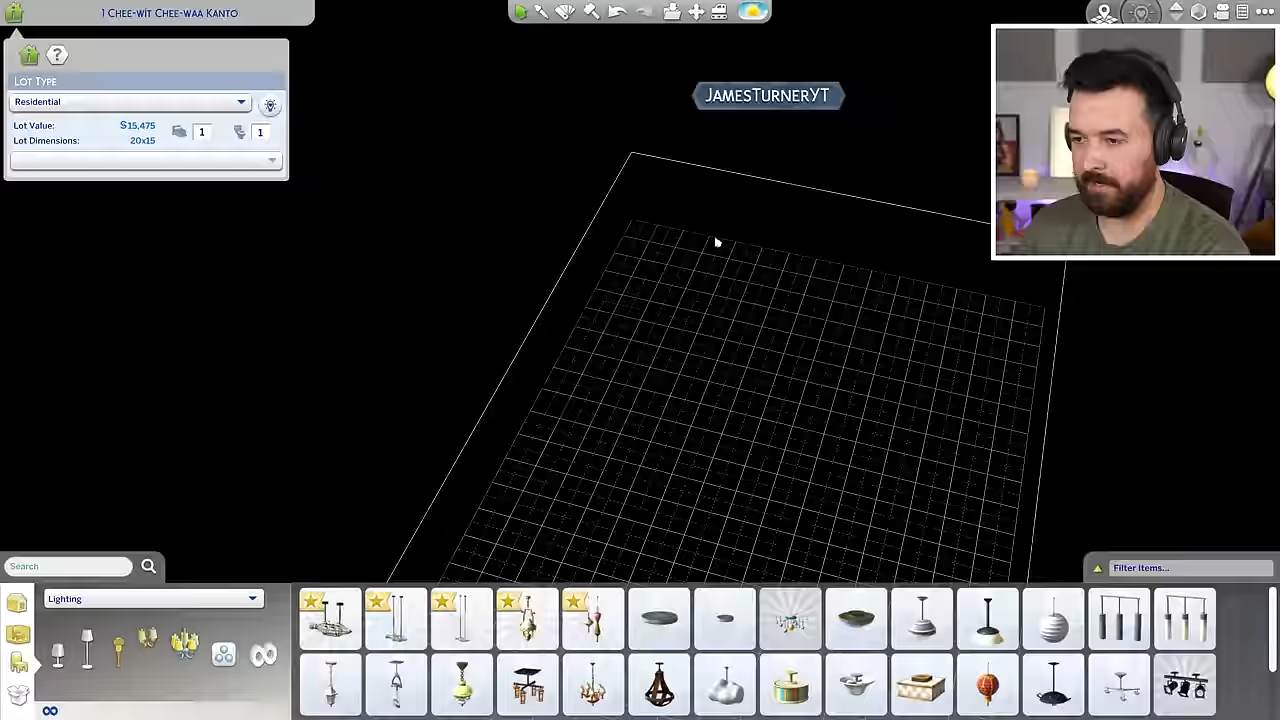 1 Chee-wit Chee-waa Kanto
JamesTurnerYT
Lot Type
Residential
Lot Value: §15,475 1 1
Lot Dimensions: 20x15
Search
Filter Items...
Lighting